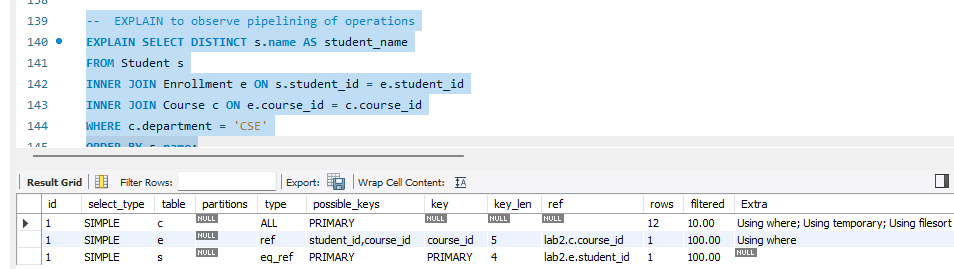 139 -- EXPLAIN to observe pipelining of operations
140 EXPLAIN SELECT DISTINCT s.name AS student_name
141 FROM Student s
142 INNER JOIN Enrollment e ON s.student_id = e.student_id
143 INNER JOIN Course c ON e.course_id = c.course_id
144 WHERE c.department = 'CSE'
145 ORDER BY s.name;
Result Grid Filter Rows: Export: Wrap Cell Content: IA
id select_type table partitions type possible_keys key key_len ref rows filtered Extra
1 SIMPLE c NULL ALL PRIMARY NULL NULL NULL 12 10.00 Using where; Using temporary; Using filesort
1 SIMPLE e NULL ref student_id,course_id course_id 5 lab2.c.course_id 1 100.00 Using where
1 SIMPLE s NULL eq_ref PRIMARY PRIMARY 4 lab2.e.student_id 1 100.00 NULL